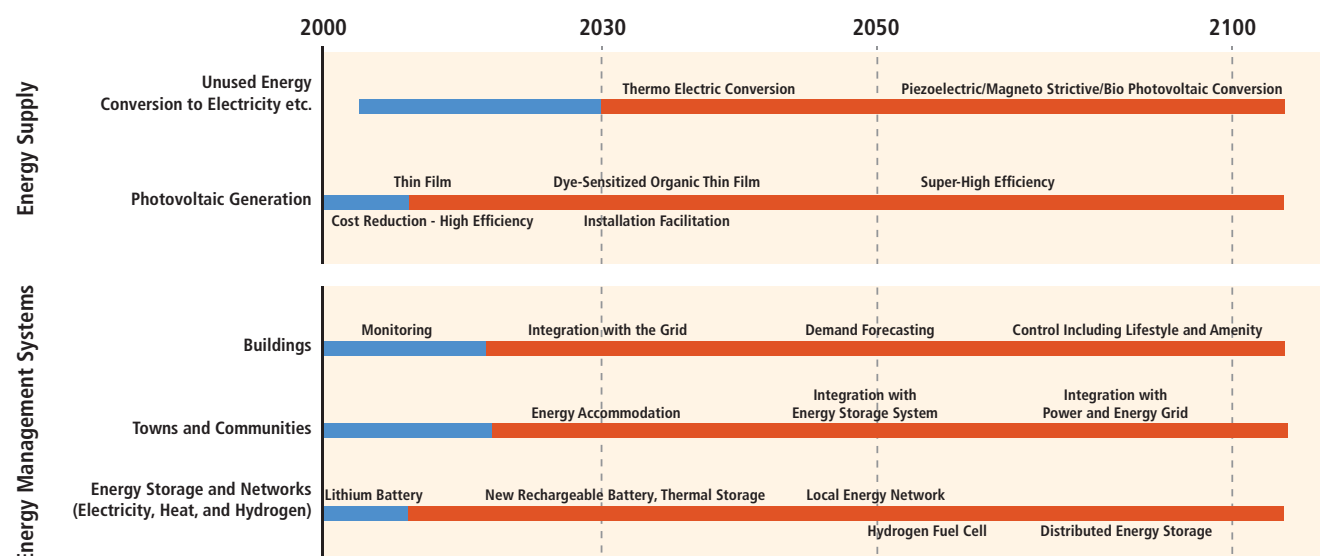 2000 2030 2050 2100
Energy Supply
Unused Energy
Conversion to Electricity etc.
Thermo Electric Conversion
Piezoelectric/Magneto Strictive/Bio Photovoltaic Conversion
Photovoltaic Generation
Thin Film
Dye-Sensitized Organic Thin Film
Super-High Efficiency
Cost Reduction - High Efficiency
Installation Facilitation
Energy Management Systems
Buildings
Monitoring
Integration with the Grid
Demand Forecasting
Control Including Lifestyle and Amenity
Towns and Communities
Energy Accommodation
Integration with
Energy Storage System
Integration with
Power and Energy Grid
Energy Storage and Networks
(Electricity, Heat, and Hydrogen)
Lithium Battery
New Rechargeable Battery, Thermal Storage
Local Energy Network
Hydrogen Fuel Cell
Distributed Energy Storage